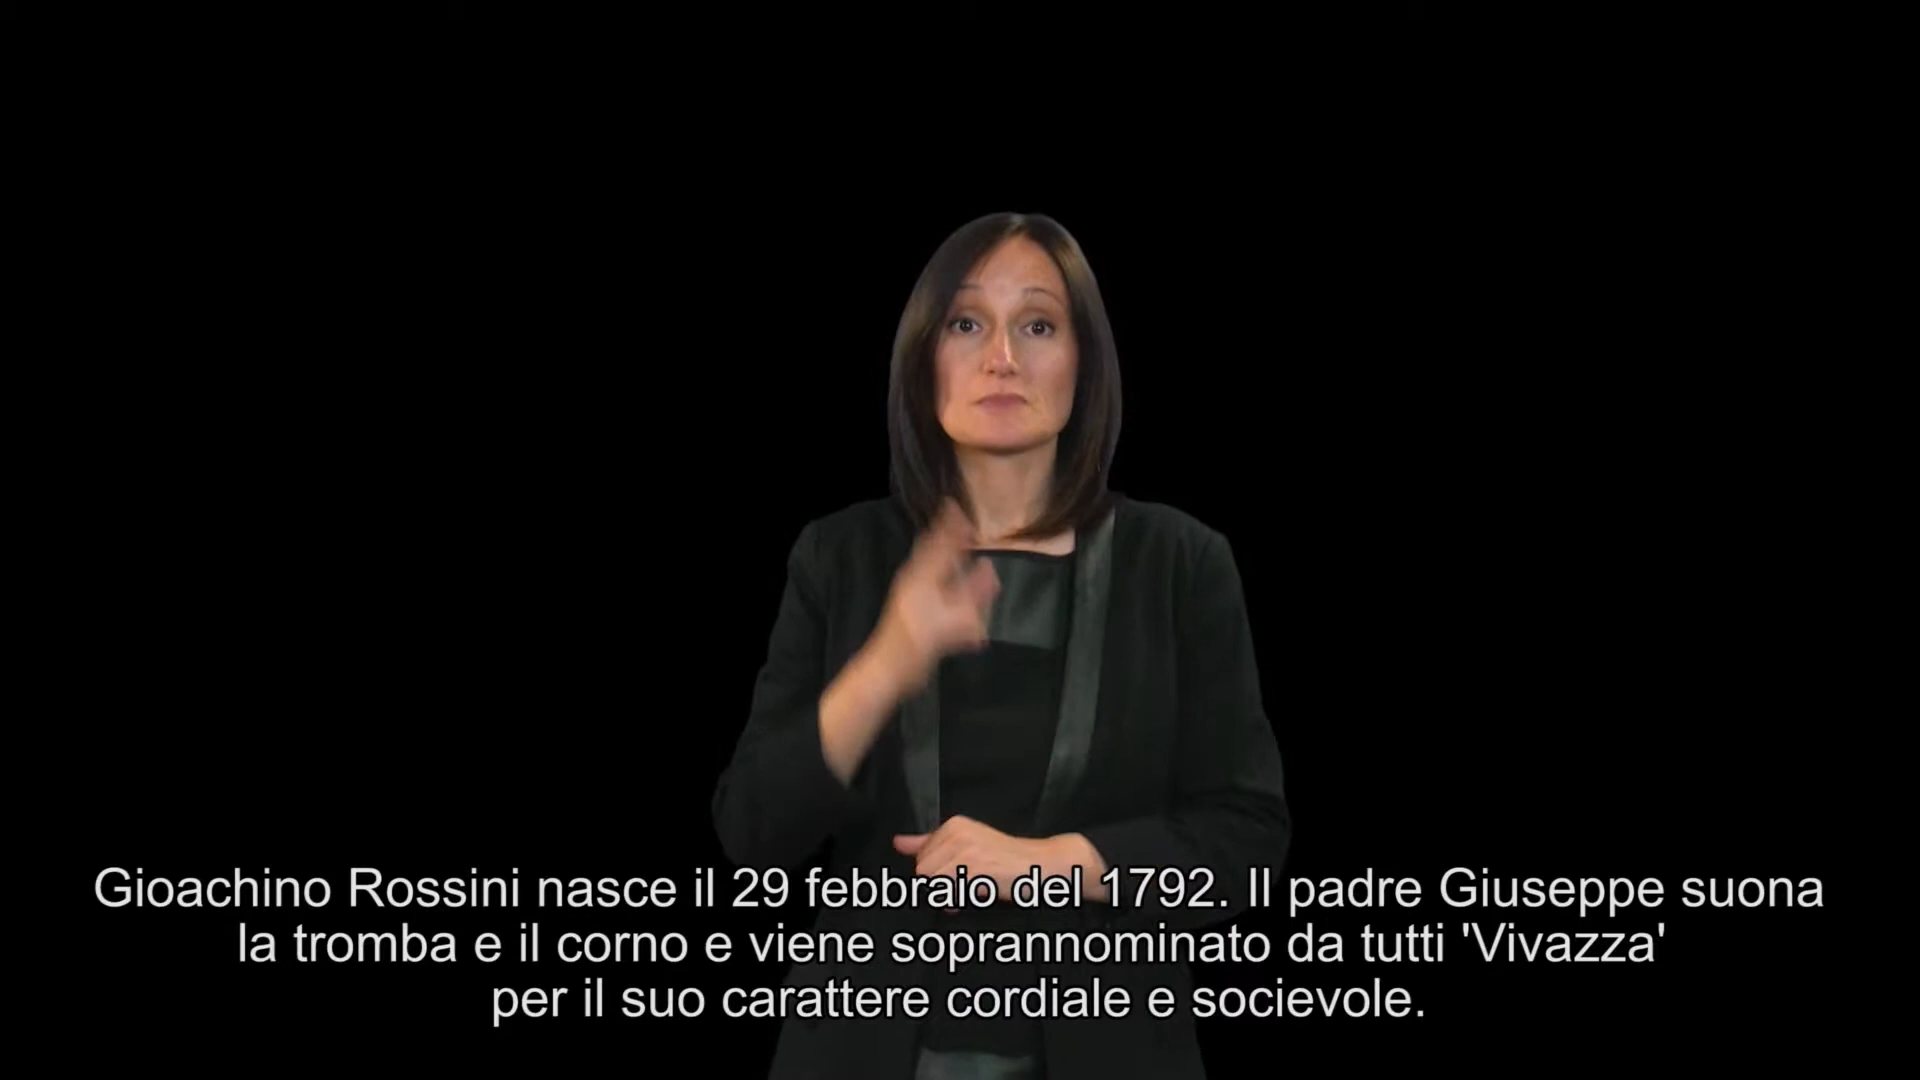 Gioachino Rossini nasce il 29 febbraio del 1792. Il padre Giuseppe suona
la tromba e il corno e viene soprannominato da tutti 'Vivazza'
per il suo carattere cordiale e socievole.